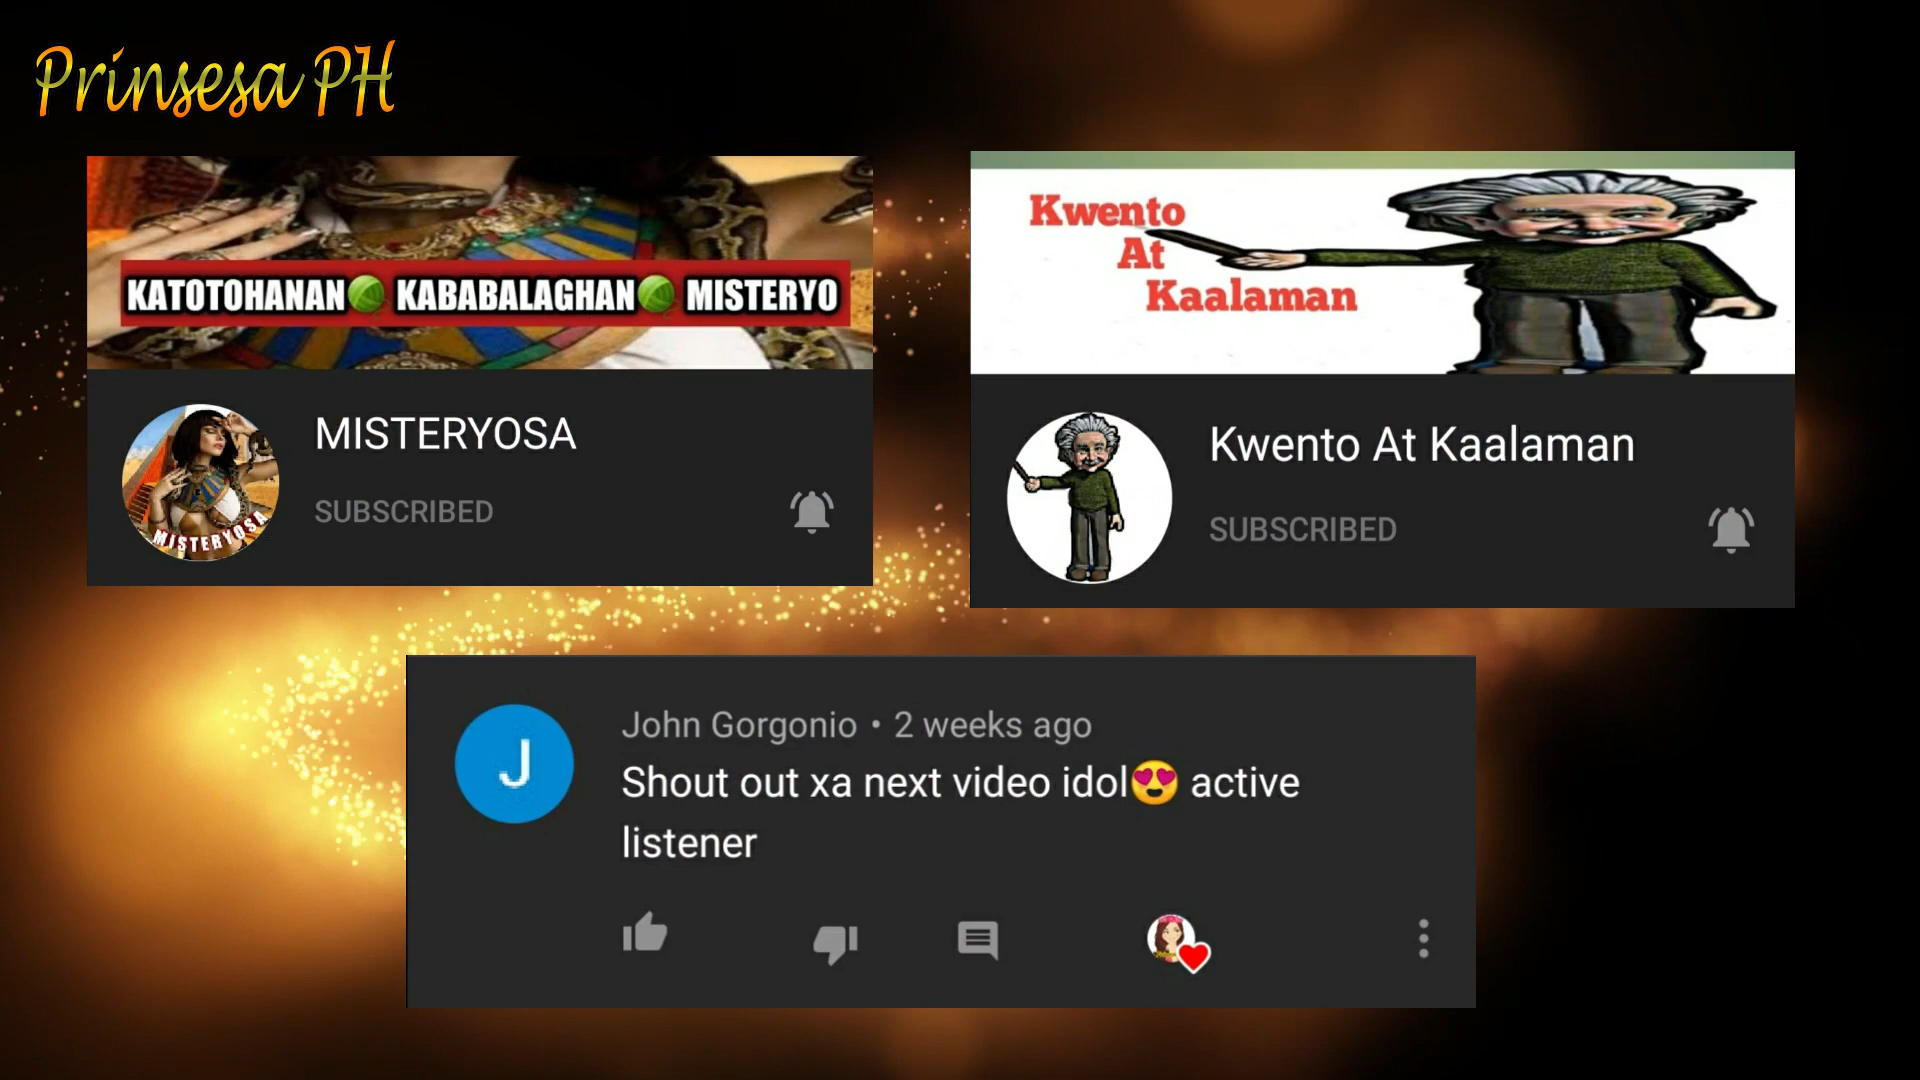 Prinsesa PH
KATOTOHANAN KABABALAGHAN MISTERYO
MISTERYOSA
SUBSCRIBED
MISTERYOSA
Kwento
At
Kaalaman
Kwento At Kaalaman
SUBSCRIBED
J
John Gorgonio • 2 weeks ago
Shout out xa next video idol😍 active
listener